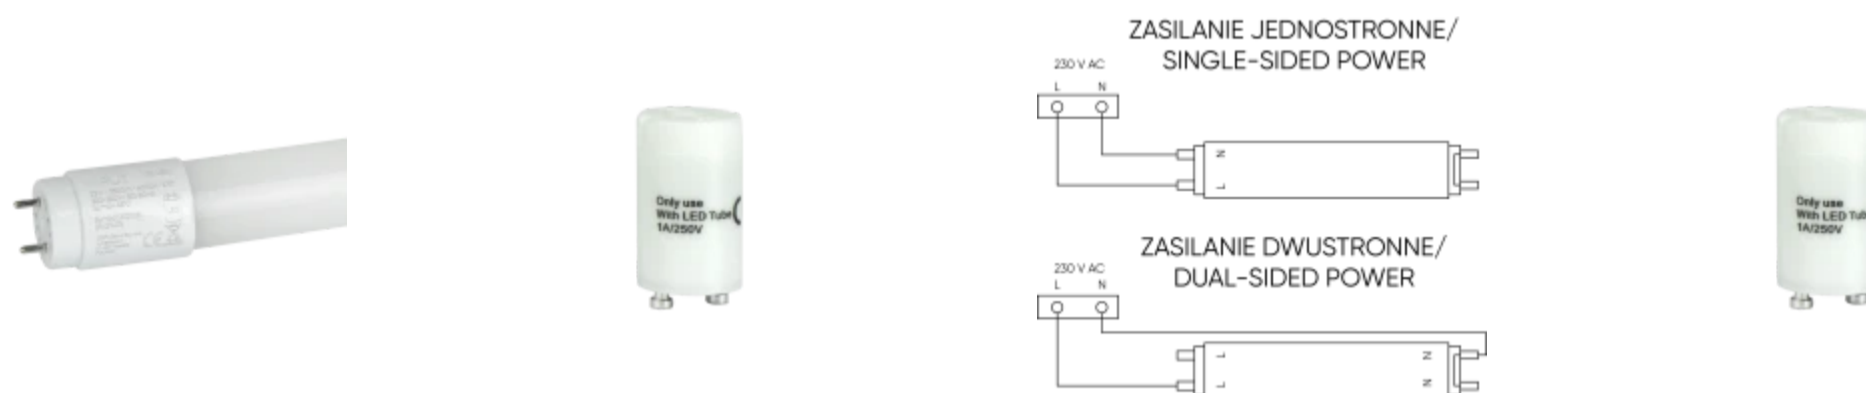 Only use
With LED Tube
1A/250V
ZASILANIE JEDNOSTRONNE/
SINGLE-SIDED POWER
230 V AC
L N
N
L
ZASILANIE DWUSTRONNE/
DUAL-SIDED POWER
230 V AC
L N
L N
L N
Only use
With LED Tube
1A/250V